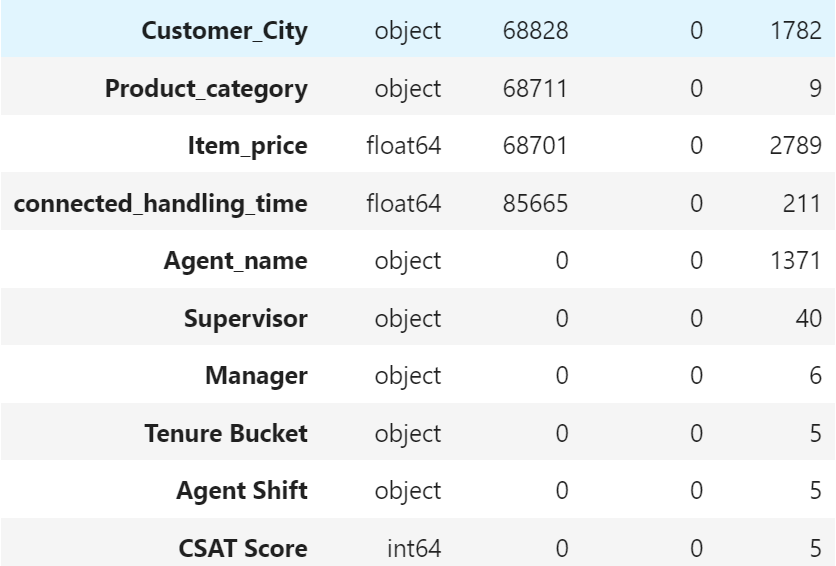 Customer_City object 68828 0 1782
Product_category object 68711 0 9
Item_price float64 68701 0 2789
connected_handling_time float64 85665 0 211
Agent_name object 0 0 1371
Supervisor object 0 0 40
Manager object 0 0 6
Tenure Bucket object 0 0 5
Agent Shift object 0 0 5
CSAT Score int64 0 0 5